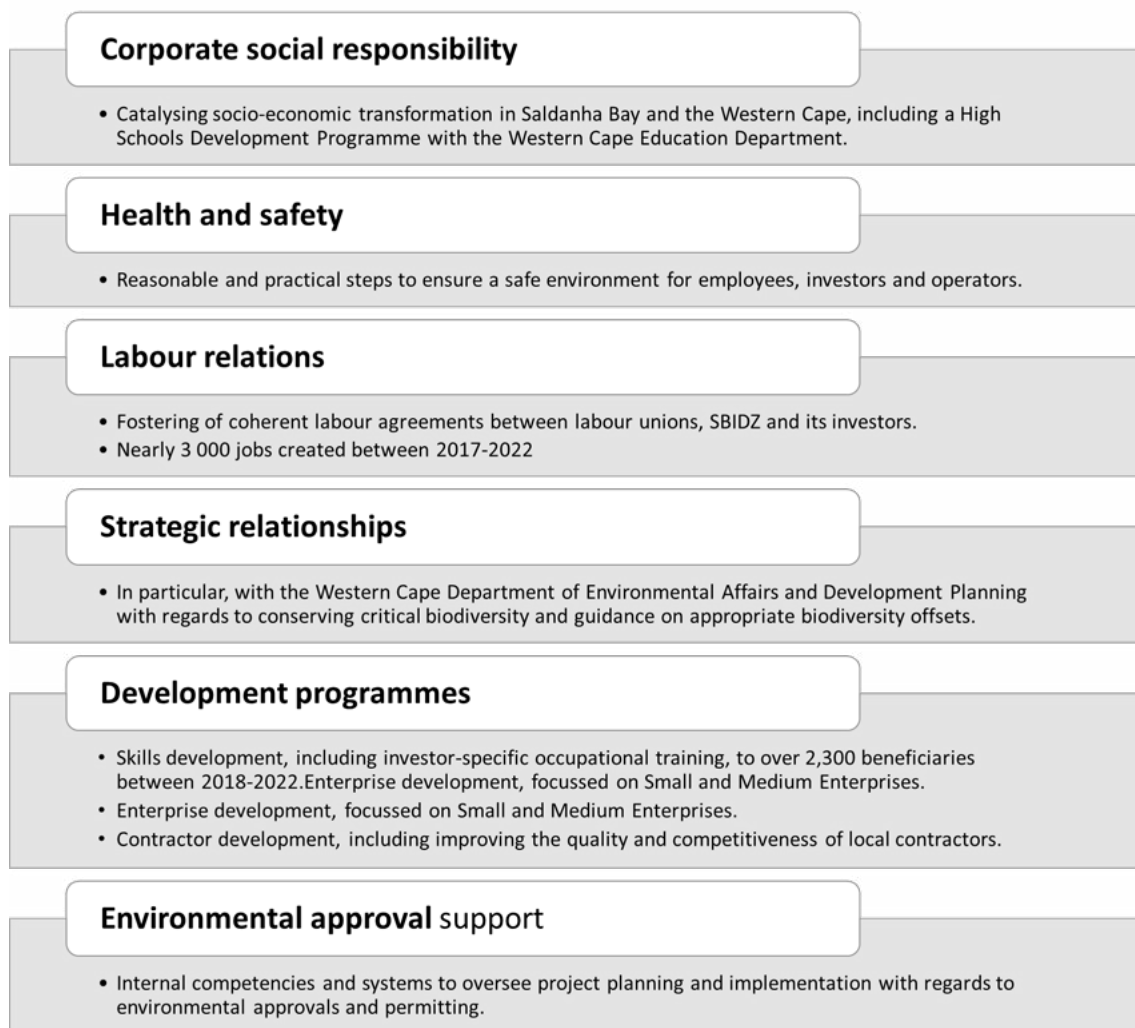 Corporate social responsibility
• Catalysing socio-economic transformation in Saldanha Bay and the Western Cape, including a High
Schools Development Programme with the Western Cape Education Department.
Health and safety
• Reasonable and practical steps to ensure a safe environment for employees, investors and operators.
Labour relations
• Fostering of coherent labour agreements between labour unions, SBIDZ and its investors.
• Nearly 3 000 jobs created between 2017-2022
Strategic relationships
• In particular, with the Western Cape Department of Environmental Affairs and Development Planning
with regards to conserving critical biodiversity and guidance on appropriate biodiversity offsets.
Development programmes
• Skills development, including investor-specific occupational training, to over 2,300 beneficiaries
between 2018-2022.Enterprise development, focussed on Small and Medium Enterprises.
• Enterprise development, focussed on Small and Medium Enterprises.
• Contractor development, including improving the quality and competitiveness of local contractors.
Environmental approval support
• Internal competencies and systems to oversee project planning and implementation with regards to
environmental approvals and permitting.